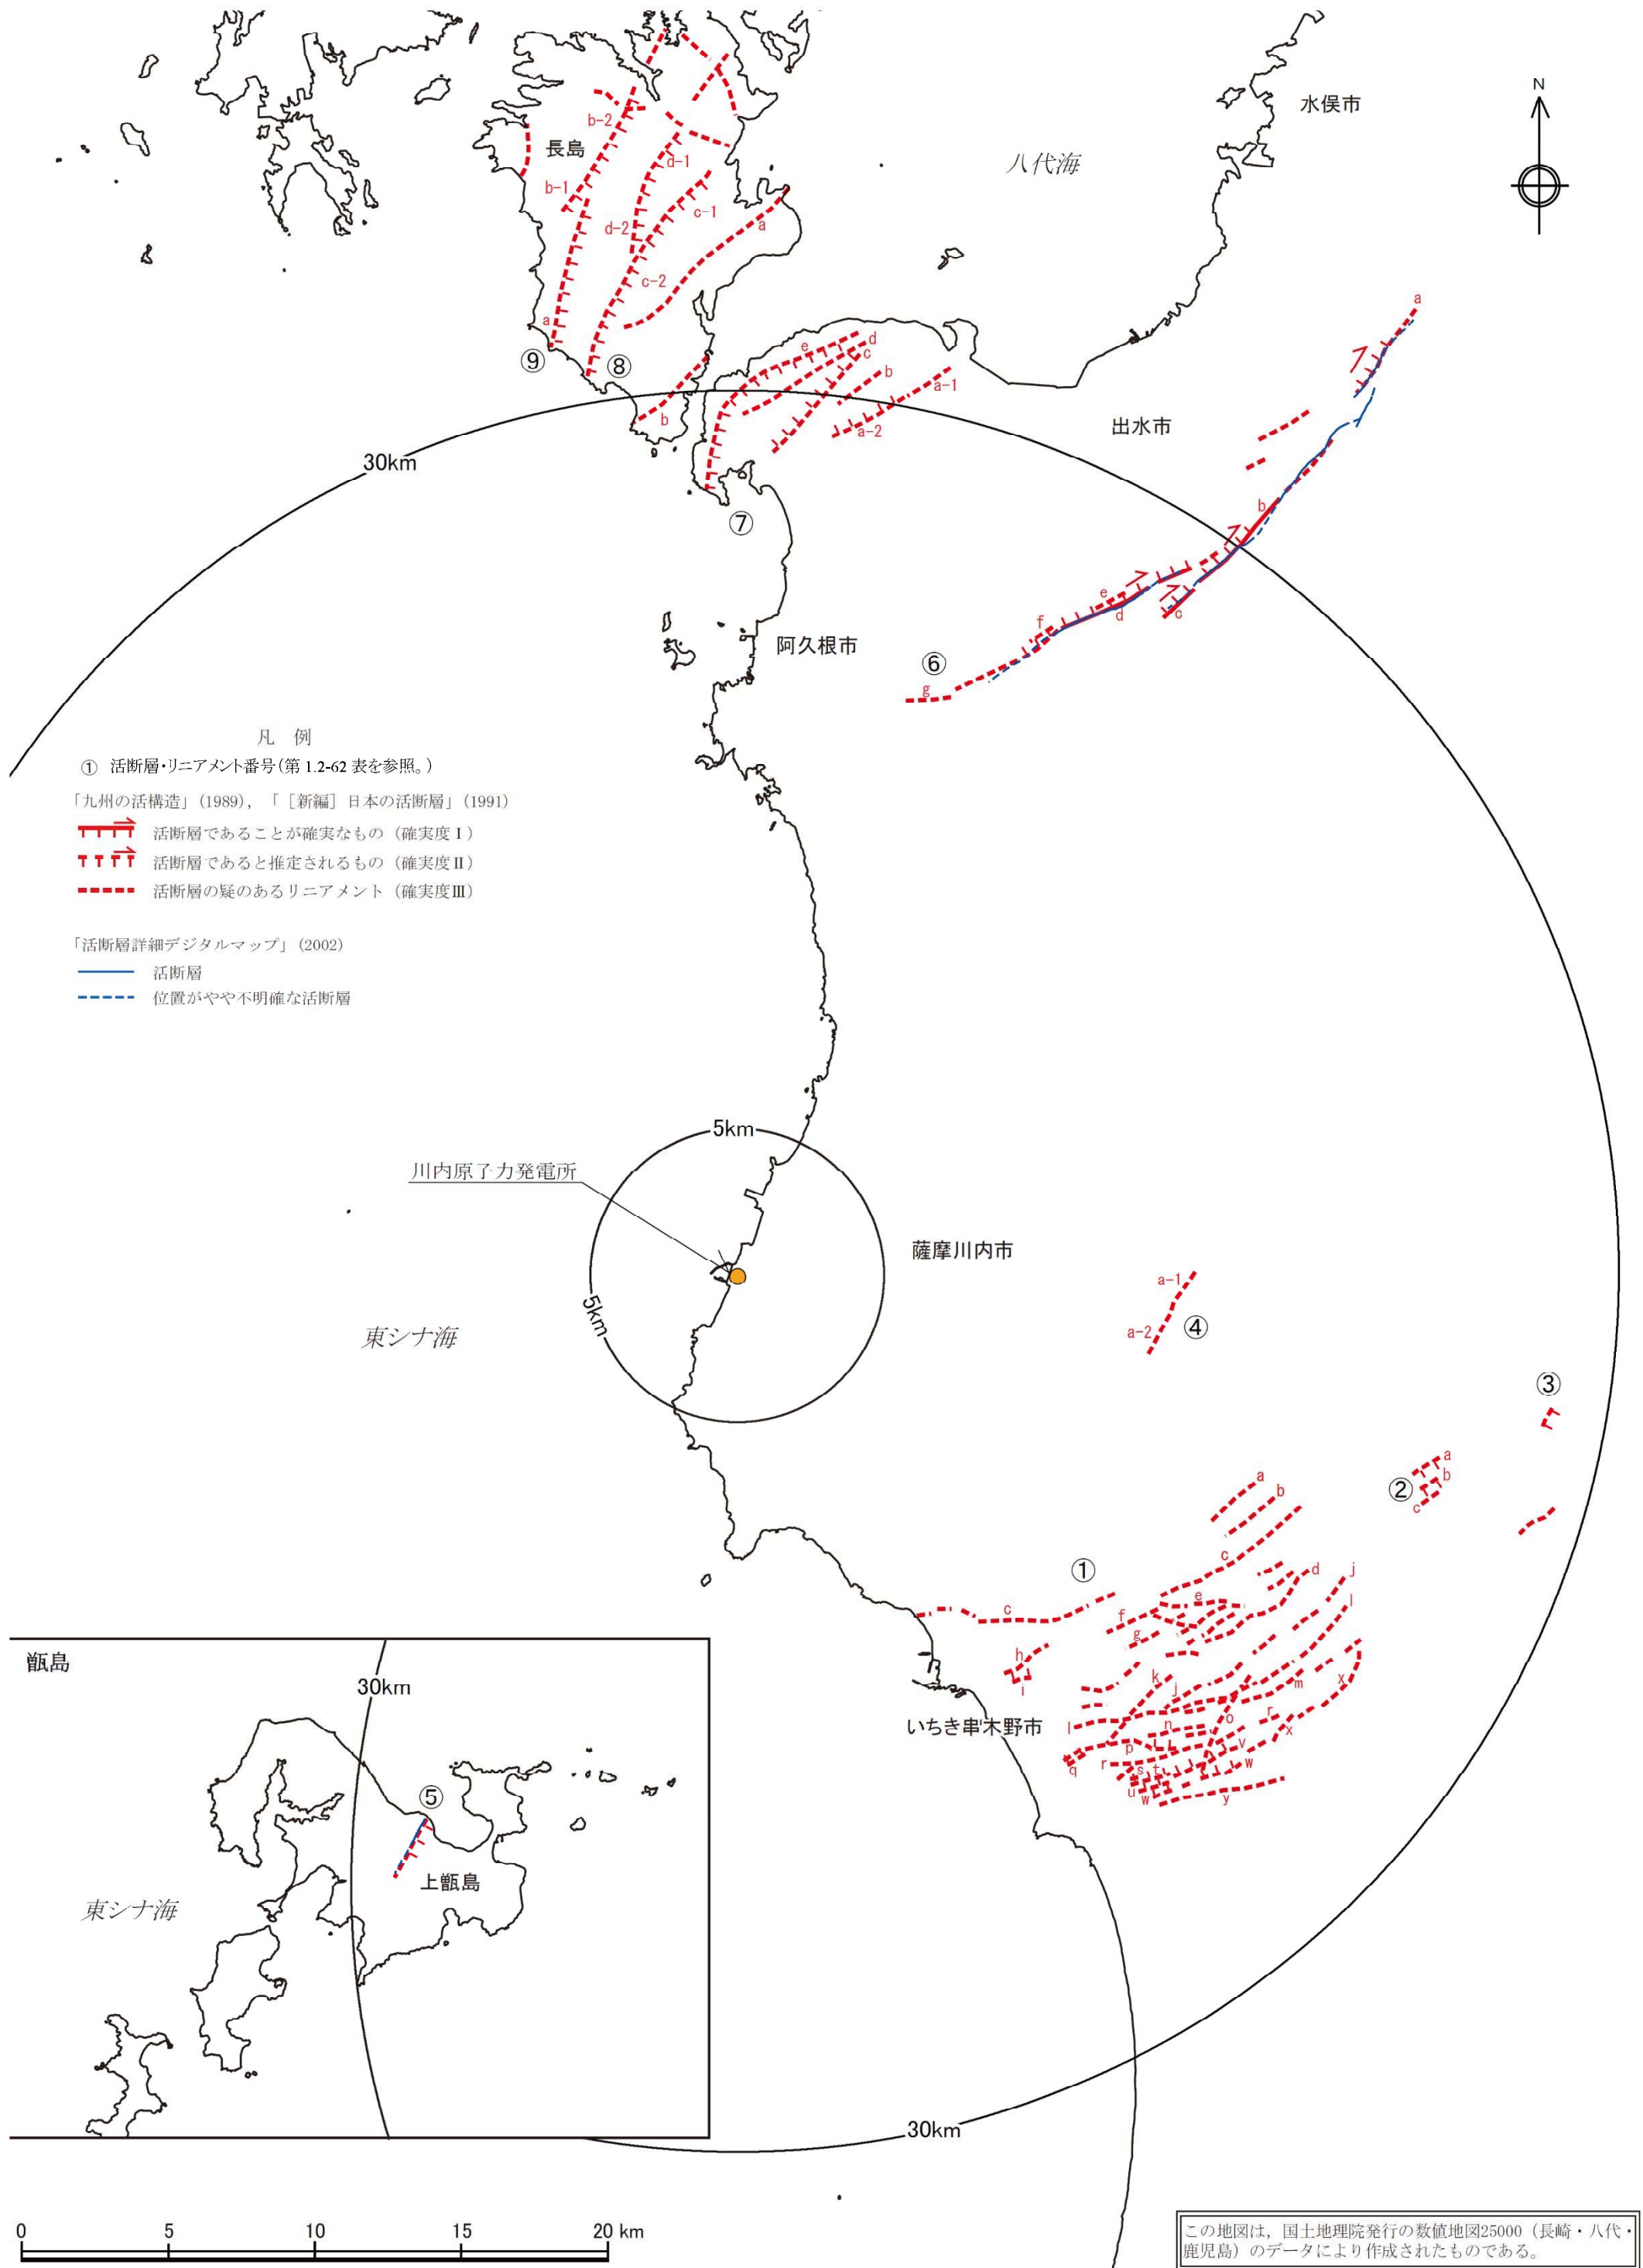 N
水俣市
b-2
長島
八代海
d-1
b-1
c-1
d-2
a
c-2
a
a
⑨
⑧
e
d
c
b
a-1
b
a-2
出水市
30km
b
⑦
e
d
c
f
阿久根市
⑥
g
凡 例
① 活断層・リニアメント番号(第 1.2-62 表を参照。)
「九州の活構造」(1989),「[新編]日本の活断層」(1991)
活断層であることが確実なもの(確実度Ⅰ)
活断層であると推定されるもの(確実度Ⅱ)
活断層の疑のあるリニアメント(確実度Ⅲ)
「活断層詳細デジタルマップ」(2002)
活断層
位置がやや不明確な活断層
5km
川内原子力発電所
薩摩川内市
a-1
5km
東シナ海
a-2
④
③
a
b
②
c
a
b
c
①
d
j
e
l
c
f
g
h
i
k
j
m
x
l
n
o
r
いちき串木野市
x
p
v
q
r
s
t
w
u
w
y
甑島
30km
⑤
上甑島
東シナ海
30km
0
5
10
15
20 km
この地図は,国土地理院発行の数値地図25000(長崎・八代・
鹿児島)のデータにより作成されたものである。